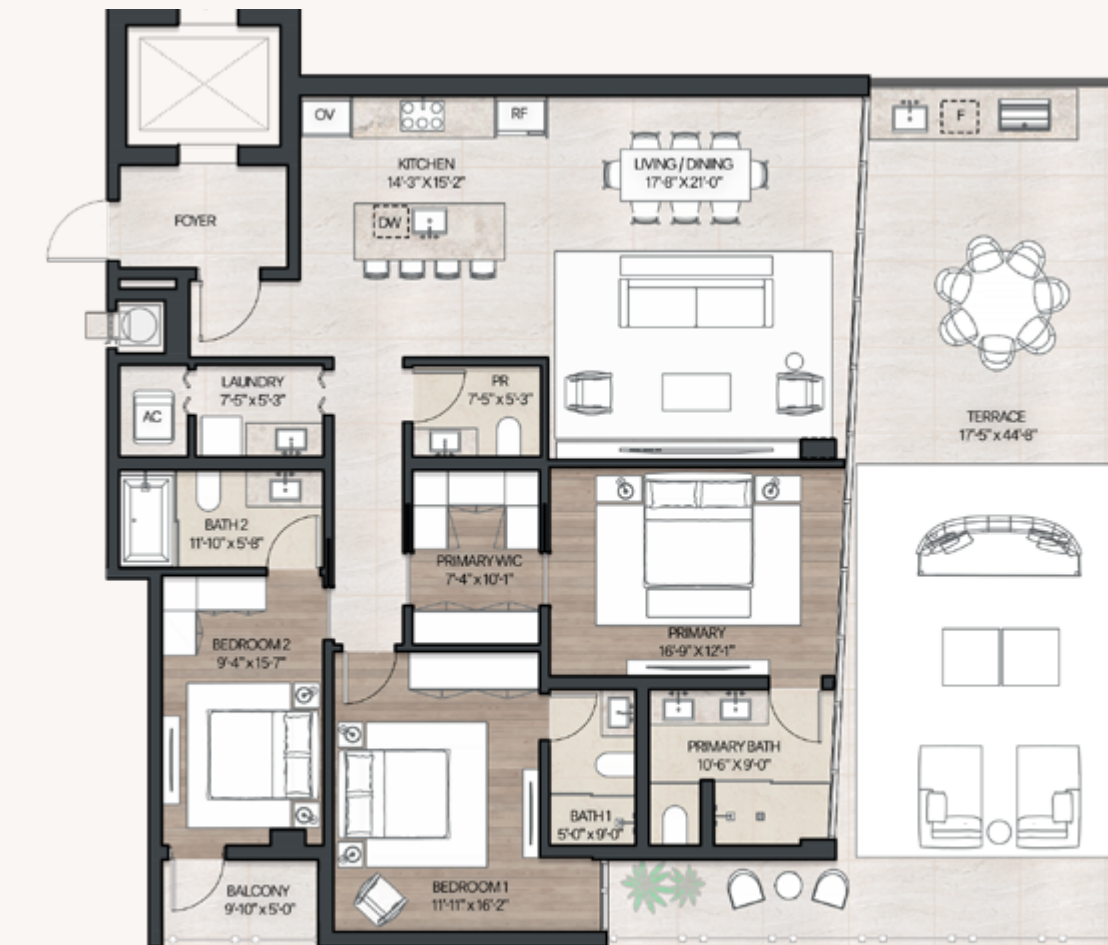 OV
RF
F
KITCHEN
14'-3" X 15'-2"
LIVING / DINING
17'-8" X 21'-0"
DW
FOYER
LAUNDRY
7'-5" x 5'-3"
PR
7'-5" x 5'-3"
AC
TERRACE
17'-5" x 44'-8"
BATH 2
11'-10" x 5'-8"
PRIMARY WIC
7'-4" x 10'-1"
PRIMARY
16'-9" X 12'-1"
BEDROOM 2
9'-4" x 15'-7"
PRIMARY BATH
10'-6" X 9'-0"
BATH 1
5'-0" x 9'-0"
BEDROOM 1
11'-11" x 16'-2"
BALCONY
9'-10" x 5'-0"